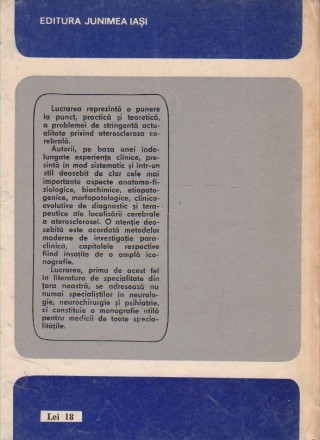 EDITURA JUNIMEA IAȘI
Lucrarea reprezintă o punere
la punct, practică și teoretică,
a problemei de stringentă actu-
alitate privind ateroscleroza ce-
rebrală.
Autorii, pe baza unei înde-
lungate experiențe clinice, pre-
zintă în mod sistematic și într-un
stil deosebit de clar cele mai
importante aspecte anatomo-fi-
ziologice, biochimice, etiopato-
genice, morfopatologice, clinico-
evolutive de diagnostic și tera-
peutice ale localizării cerebrale
a aterosclerozei. O atenție deo-
sebită este acordată metodelor
moderne de investigație para-
clinică, capitolele respective
fiind însoțite de o amplă ico-
nografie.
Lucrarea, prima de acest fel
în literatura de specialitate din
țara noastră, se adresează nu
numai specialiștilor în neurolo-
gie, neurochirurgie și psihiatrie,
ci constituie o monografie utilă
pentru medicii de toate specia-
litățile.
Lei 18